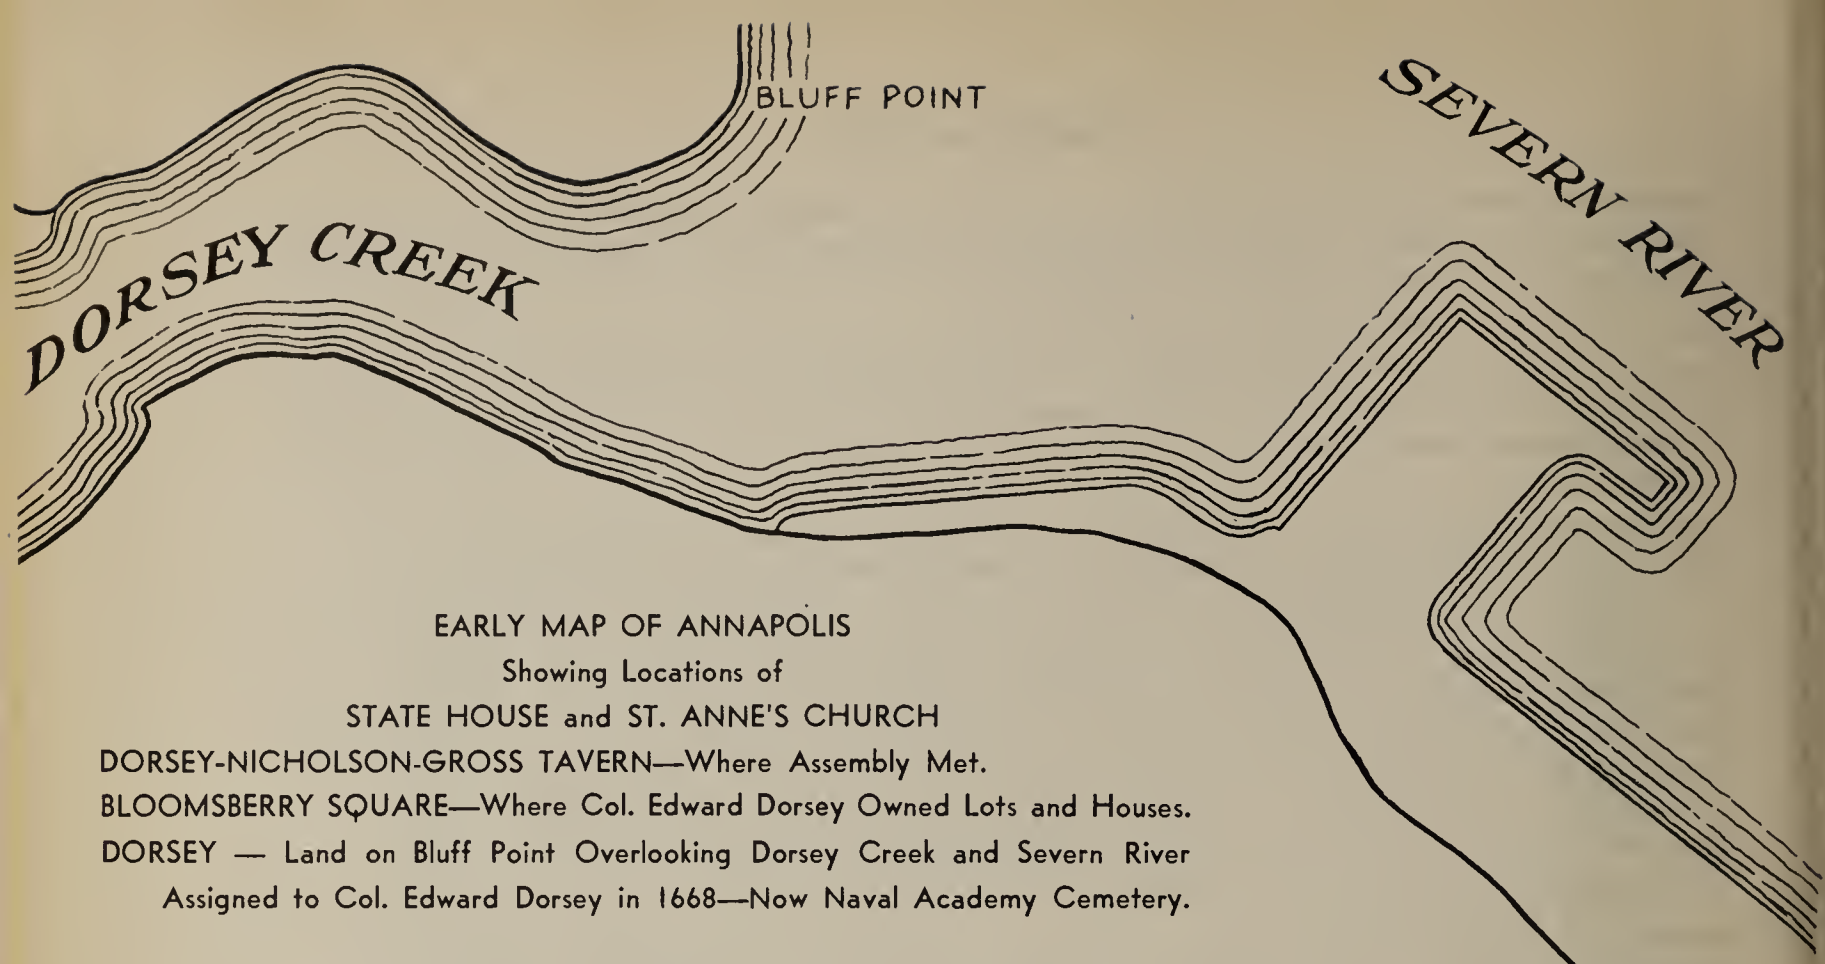 BLUFF POINT
SEVERN RIVER
DORSEY CREEK
EARLY MAP OF ANNAPOLIS
Showing Locations of
STATE HOUSE and ST. ANNE'S CHURCH
DORSEY-NICHOLSON-GROSS TAVERN—Where Assembly Met.
BLOOMSBERRY SQUARE—Where Col. Edward Dorsey Owned Lots and Houses.
DORSEY — Land on Bluff Point Overlooking Dorsey Creek and Severn River
Assigned to Col. Edward Dorsey in 1668—Now Naval Academy Cemetery.